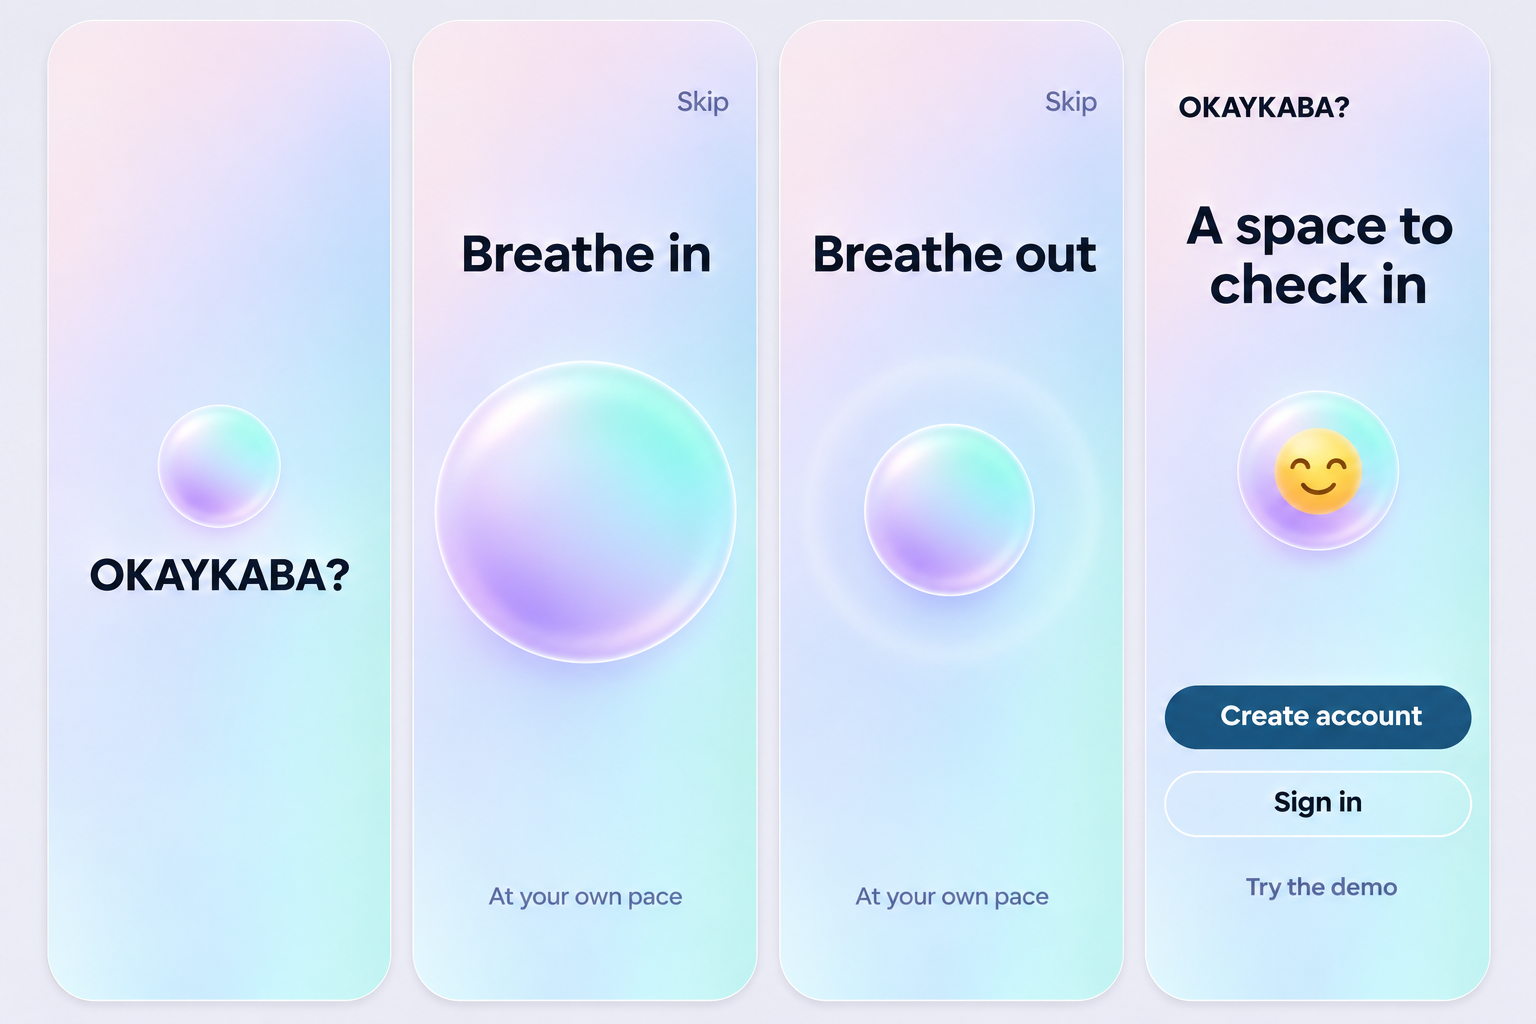 OKAYKABA?
Skip
Breathe in
At your own pace
Skip
Breathe out
At your own pace
OKAYKABA?
A space to
check in
Create account
Sign in
Try the demo